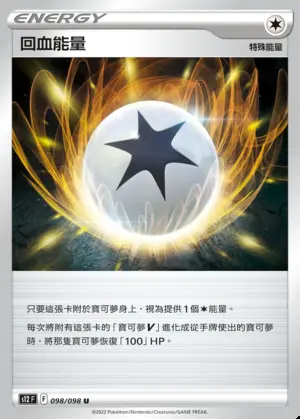 ENERGY
回血能量
特殊能量
只要這張卡附於寶可夢身上,視為提供1個能量。
每次將附有這張卡的「寶可夢V」進化成從手牌使出的寶可夢
時,將那隻寶可夢恢復「100」HP。
S12 F F 098/098 U
©2022 Pokémon/Nintendo/Creatures/GAME FREAK.